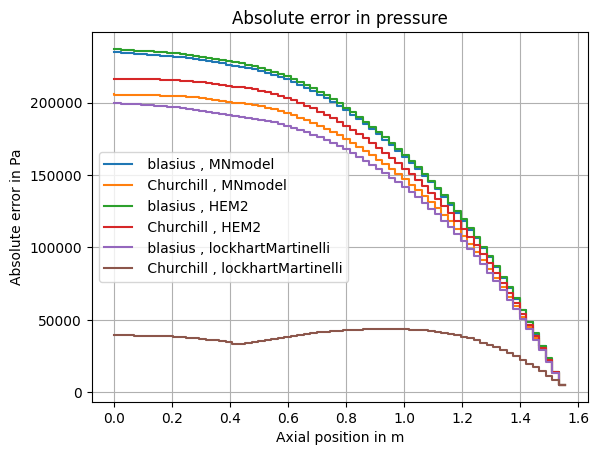 Absolute error in pressure
Absolute error in Pa
200000
150000
100000
50000
0
blasius , MNmodel
Churchill , MNmodel
blasius , HEM2
Churchill , HEM2
blasius , lockhartMartinelli
Churchill , lockhartMartinelli
0.0 0.2 0.4 0.6 0.8 1.0 1.2 1.4 1.6
Axial position in m